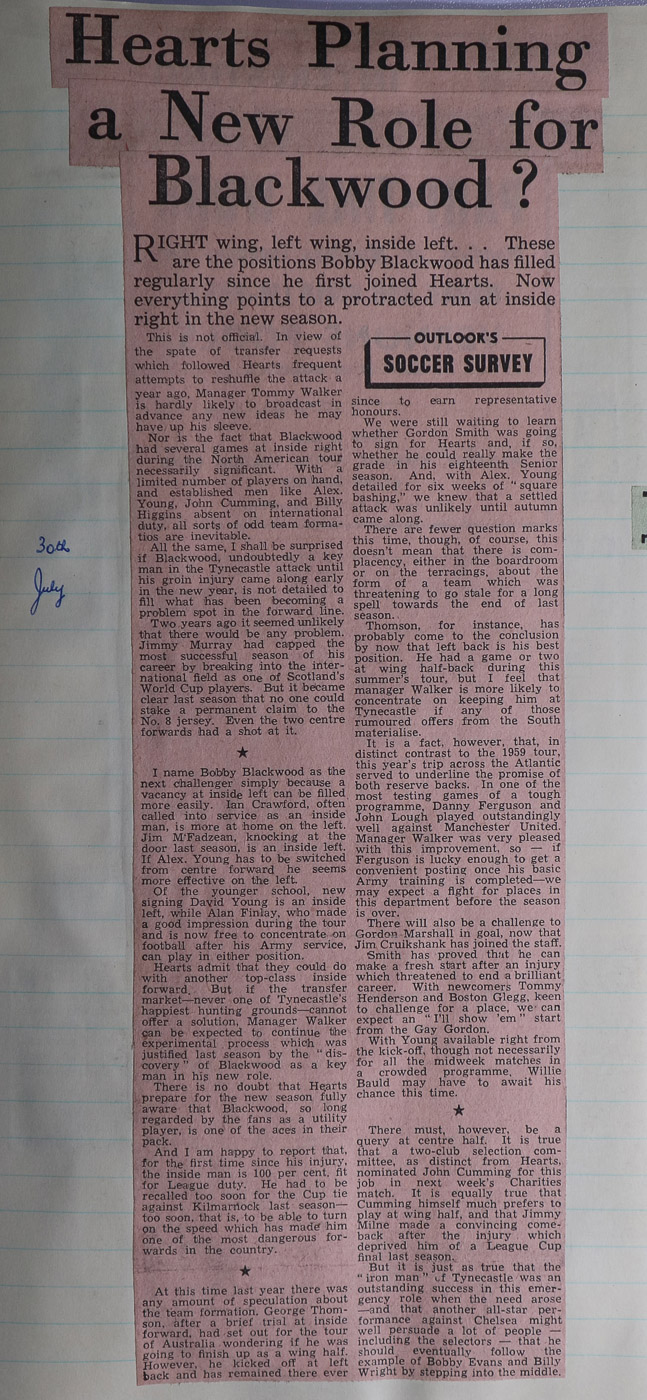 Hearts Planning
a New Role for
Blackwood ?
RIGHT wing, left wing, inside left. . . These
are the positions Bobby Blackwood has filled
regularly since he first joined Hearts. Now
everything points to a protracted run at inside
right in the new season.
This is not official. In view of
the spate of transfer requests
which followed Hearts frequent
attempts to reshuffle the attack a
year ago, Manager Tommy Walker
is hardly likely to broadcast in
advance any new ideas he may
have up his sleeve.
Nor is the fact that Blackwood
had several games at inside right
during the North American tour
necessarily significant. With a
limited number of players on hand,
and established men like Alex.
Young, John Cumming, and Billy
Higgins absent on international
duty, all sorts of odd team forma-
tios are inevitable.
All the same, I shall be surprised
if Blackwood, undoubtedly a key
man in the Tynecastle attack until
his groin injury came along early
in the new year, is not detailed to
fill what has been becoming a
problem spot in the forward line.
Two years ago it seemed unlikely
that there would be any problem.
Jimmy Murray had capped the
most successful season of his
career by breaking into the inter-
national field as one of Scotland's
World Cup players. But it became
clear last season that no one could
stake a permanent claim to the
No. 8 jersey. Even the two centre
forwards had a shot at it.
★
I name Bobby Blackwood as the
next challenger simply because a
vacancy at inside left can be filled
more easily. Ian Crawford, often
called into service as an inside
man, is more at home on the left.
Jim M'Fadzean, knocking at the
door last season, is an inside left.
If Alex. Young has to be switched
from centre forward he seems
more effective on the left.
Of the younger school, new
signing David Young is an inside
left, while Alan Finlay, who made
a good impression during the tour
and is now free to concentrate on
football after his Army service,
can play in either position.
Hearts admit that they could do
with another top-class inside
forward. But if the transfer
market—never one of Tynecastle's
happiest hunting grounds—cannot
offer a solution, Manager Walker
can be expected to continue the
experimental process which was
justified last season by the "dis-
covery" of Blackwood as a key
man in his new role.
There is no doubt that Hearts
prepare for the new season fully
aware that Blackwood, so long
regarded by the fans as a utility
player, is one of the aces in their
pack.
And I am happy to report that,
for the first time since his injury,
the inside man is 100 per cent. fit
for League duty. He had to be
recalled too soon for the Cup tie
against Kilmarnock last season—
too soon, that is, to be able to turn
on the speed which has made him
one of the most dangerous for-
wards in the country.
★
At this time last year there was
any amount of speculation about
the team formation. George Thom-
son, after a brief trial at inside
forward, had set out for the tour
of Australia wondering if he was
going to finish up as a wing half.
However, he kicked off at left
back and has remained there ever
OUTLOOK'S
SOCCER SURVEY
since to earn representative
honours.
We were still waiting to learn
whether Gordon Smith was going
to sign for Hearts and, if so,
whether he could really make the
grade in his eighteenth Senior
season. And, with Alex. Young
detailed for six weeks of "square
bashing," we knew that a settled
attack was unlikely until autumn
came along.
There are fewer question marks
this time, though, of course, this
doesn't mean that there is com-
placency, either in the boardroom
or on the terracings, about the
form of a team which was
threatening to go stale for a long
spell towards the end of last
season.
Thomson, for instance, has
probably come to the conclusion
by now that left back is his best
position. He had a game or two
at wing half-back during this
summer's tour, but I feel that
manager Walker is more likely to
concentrate on keeping him at
Tynecastle if any of those
rumoured offers from the South
materialise.
It is a fact, however, that, in
distinct contrast to the 1959 tour,
this year's trip across the Atlantic
served to underline the promise of
both reserve backs. In one of the
most testing games of a tough
programme, Danny Ferguson and
John Lough played outstandingly
well against Manchester United.
Manager Walker was very pleased
with this improvement, so — if
Ferguson is lucky enough to get a
convenient posting once his basic
Army training is completed—we
may expect a fight for places in
this department before the season
is over.
There will also be a challenge to
Gordon Marshall in goal, now that
Jim Cruikshank has joined the staff.
Smith has proved that he can
make a fresh start after an injury
which threatened to end a brilliant
career. With newcomers Tommy
Henderson and Boston Glegg, keen
to challenge for a place, we can
expect an "I'll show 'em" start
from the Gay Gordon.
With Young available right from
the kick-off, though not necessarily
for all the midweek matches in
a crowded programme, Willie
Bauld may have to await his
chance this time.
★
There must, however, be a
query at centre half. It is true
that a two-club selection com-
mittee, as distinct from Hearts,
nominated John Cumming for this
job in next week's Charities
match. It is equally true that
Cumming himself much prefers to
play at wing half, and that Jimmy
Milne made a convincing come-
back after the injury which
deprived him of a League Cup
final last season.
But it is just as true that the
"iron man" of Tynecastle was an
outstanding success in this emer-
gency role when the need arose
—and that another all-star per-
formance against Chelsea might
well persuade a lot of people —
including the selectors — that he
should eventually follow the
example of Bobby Evans and Billy
Wright by stepping into the middle.
30th
July